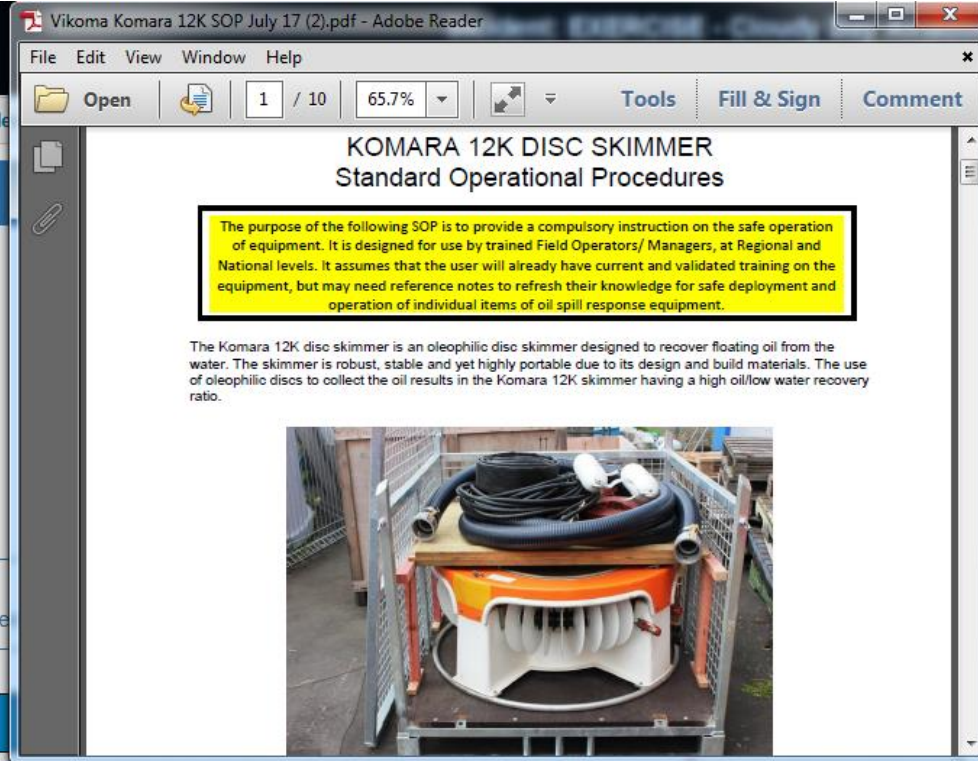 Vikoma Komara 12K SOP July 17 (2).pdf - Adobe Reader
File Edit View Window Help
Open 1 / 10 65.7% Tools Fill & Sign Comment
KOMARA 12K DISC SKIMMER
Standard Operational Procedures
The purpose of the following SOP is to provide a compulsory instruction on the safe operation
of equipment. It is designed for use by trained Field Operators/ Managers, at Regional and
National levels. It assumes that the user will already have current and validated training on the
equipment, but may need reference notes to refresh their knowledge for safe deployment and
operation of individual items of oil spill response equipment.
The Komara 12K disc skimmer is an oleophilic disc skimmer designed to recover floating oil from the
water. The skimmer is robust, stable and yet highly portable due to its design and build materials. The use
of oleophilic discs to collect the oil results in the Komara 12K skimmer having a high oil/low water recovery
ratio.